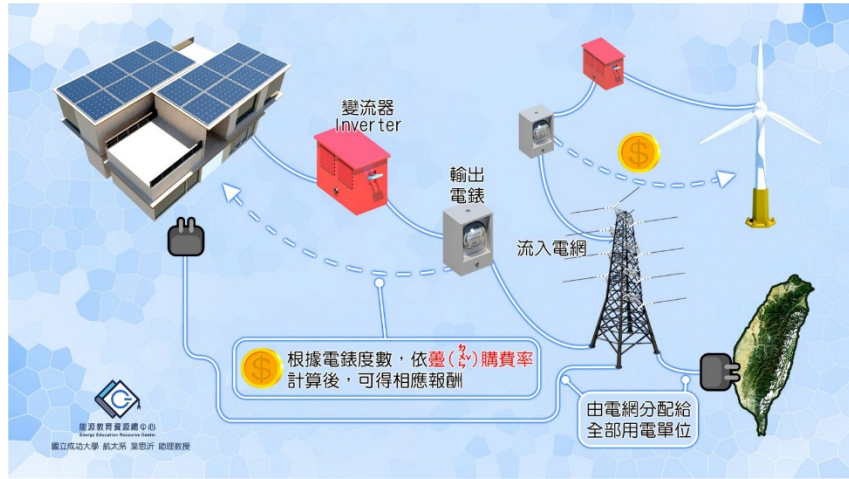 變流器
Inverter
輸出
電錶
流入電網
$
$
根據電錶度數，依躉(ㄉㄨㄣˇ)購費率
計算後，可得相應報酬
由電網分配給
全部用電單位
能源教育資源總中心
Energy Education Resource Center
國立成功大學 航太系 葉思沂 助理教授